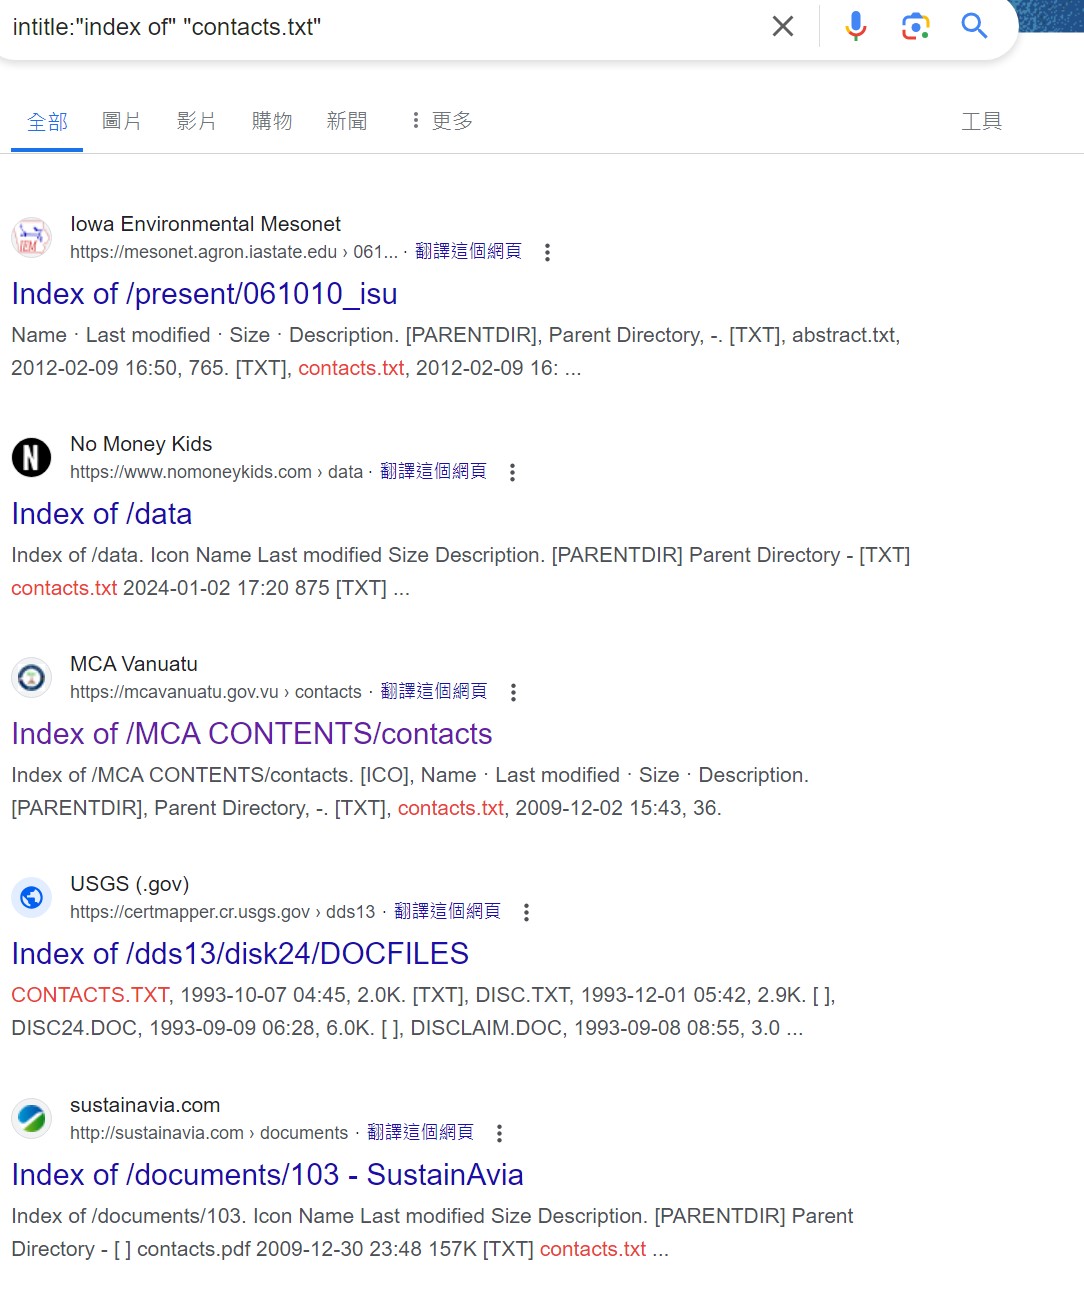 intitle:"index of" "contacts.txt"
全部 圖片 影片 購物 新聞 更多 工具
Iowa Environmental Mesonet
https://mesonet.agron.iastate.edu › 061... · 翻譯這個網頁
Index of /present/061010_isu
Name · Last modified · Size · Description. [PARENTDIR], Parent Directory, -. [TXT], abstract.txt,
2012-02-09 16:50, 765. [TXT], contacts.txt, 2012-02-09 16: ...
No Money Kids
https://www.nomoneykids.com › data · 翻譯這個網頁
Index of /data
Index of /data. Icon Name Last modified Size Description. [PARENTDIR] Parent Directory - [TXT]
contacts.txt 2024-01-02 17:20 875 [TXT] ...
MCA Vanuatu
https://mcavanuatu.gov.vu › contacts · 翻譯這個網頁
Index of /MCA CONTENTS/contacts
Index of /MCA CONTENTS/contacts. [ICO], Name · Last modified · Size · Description.
[PARENTDIR], Parent Directory, -. [TXT], contacts.txt, 2009-12-02 15:43, 36.
USGS (.gov)
https://certmapper.cr.usgs.gov › dds13 · 翻譯這個網頁
Index of /dds13/disk24/DOCFILES
CONTACTS.TXT, 1993-10-07 04:45, 2.0K. [TXT], DISC.TXT, 1993-12-01 05:42, 2.9K. [ ],
DISC24.DOC, 1993-09-09 06:28, 6.0K. [ ], DISCLAIM.DOC, 1993-09-08 08:55, 3.0 ...
sustainavia.com
http://sustainavia.com › documents · 翻譯這個網頁
Index of /documents/103 - SustainAvia
Index of /documents/103. Icon Name Last modified Size Description. [PARENTDIR] Parent
Directory - [ ] contacts.pdf 2009-12-30 23:48 157K [TXT] contacts.txt ...